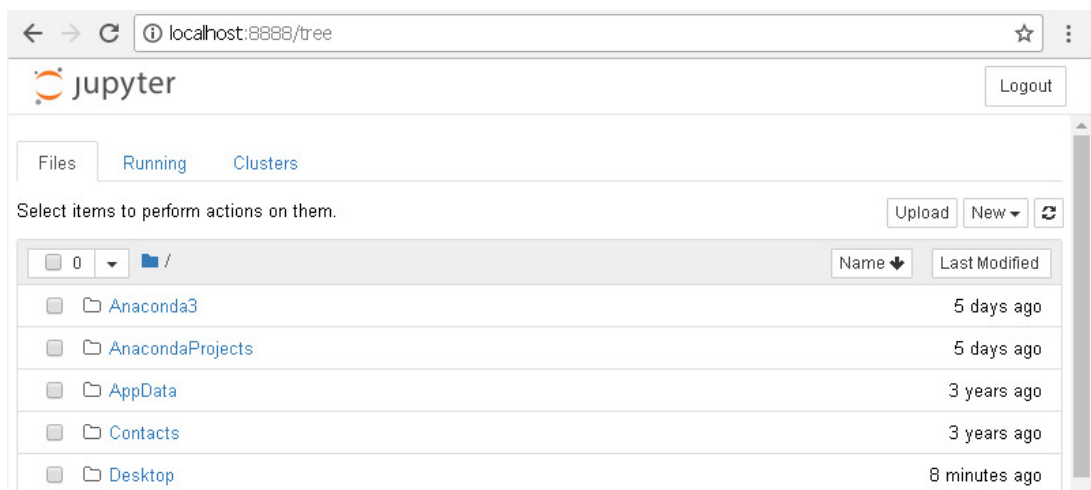 localhost:8888/tree
jupyter
Logout
Files Running Clusters
Select items to perform actions on them.
Upload New
0 / Name Last Modified
Anaconda3 5 days ago
AnacondaProjects 5 days ago
AppData 3 years ago
Contacts 3 years ago
Desktop 8 minutes ago